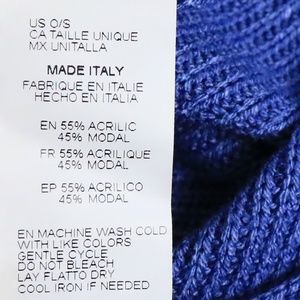 US O/S
CA TAILLE UNIQUE
MX UNITALLA
MADE ITALY
FABRIQUE EN ITALIE
HECHO EN ITALIA
EN 55% ACRILIC
45% MODAL
FR 55% ACRILIQUE
45% MODAL
EP 55% ACRILICO
45% MODAL
EN MACHINE WASH COLD
WITH LIKE COLORS
GENTLE CYCLE
DO NOT BLEACH
LAY FLATTO DRY
COOL IRON IF NEEDED